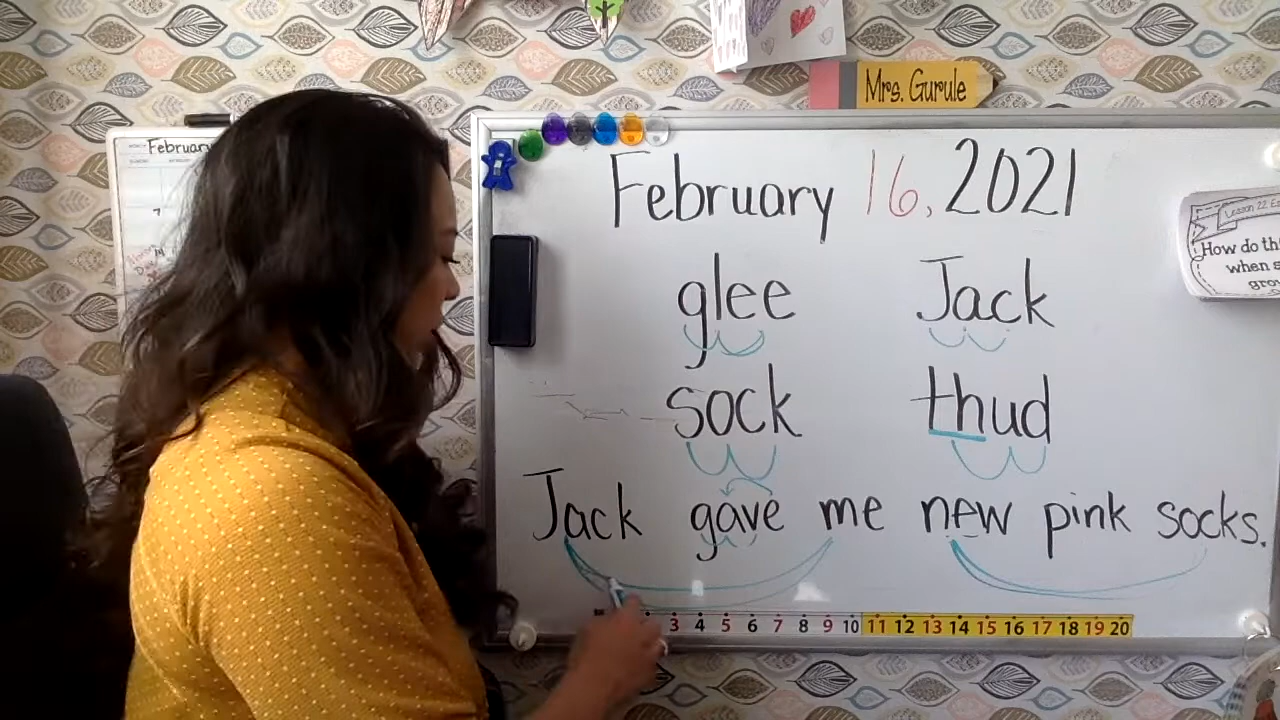 Mrs. Gurule
February
February 16, 2021
Lesson 22
How do
when
glee Jack
sock thud
Jack gave me new pink socks.
3 4 5 6 7 8 9 10 11 12 13 14 15 16 17 18 19 20